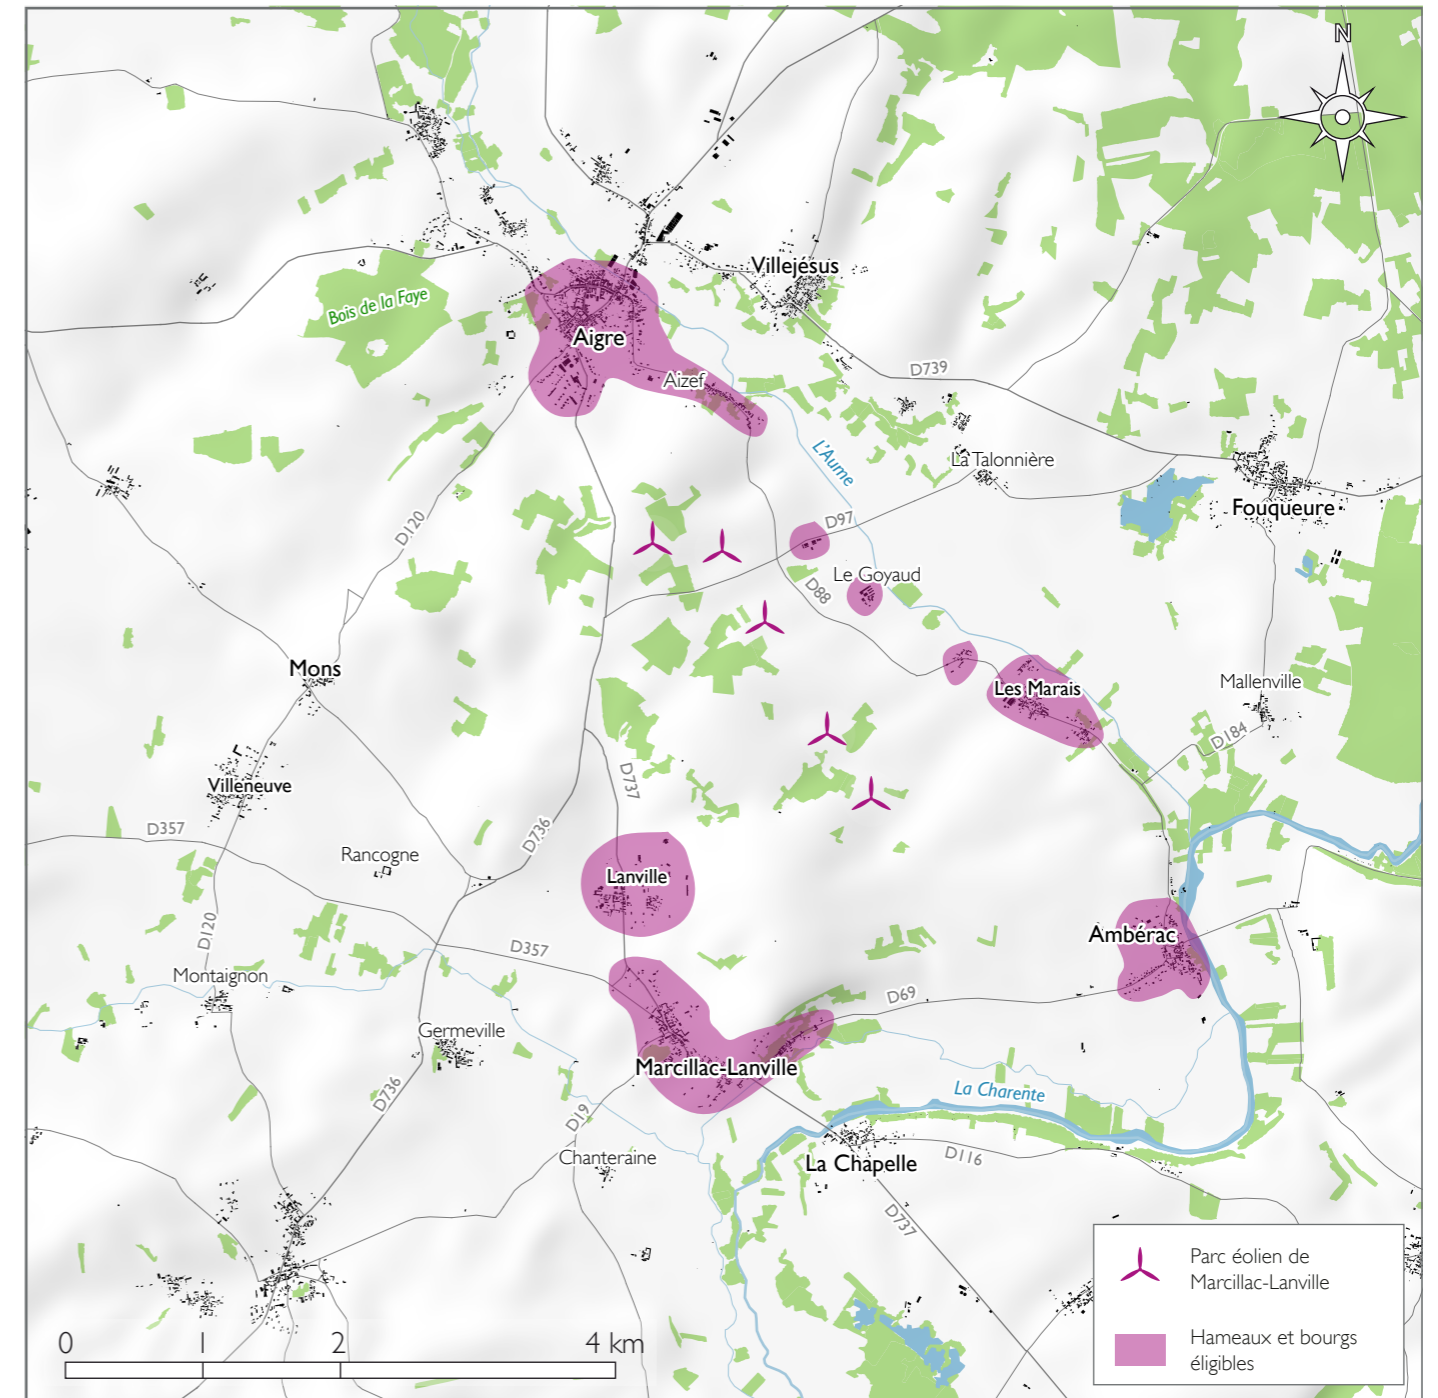 N
Villejésus
Bois de la Faye
Aigre
D739
Aizef
L'Aume
La Talonnière
Fouqueure
D120
D97
Le Goyaud
D88
Mons
Les Marais
Mallenville
D184
Villeneuve
D737
D357
D736
Rancogne
Lanville
D120
Ambérac
D357
Montaignon
D69
Germeville
Marcillac-Lanville
D736
La Charente
D19
Chanteraine
La Chapelle
D116
D737
Parc éolien de
Marcillac-Lanville
Hameaux et bourgs
éligibles
0 1 2 4 km